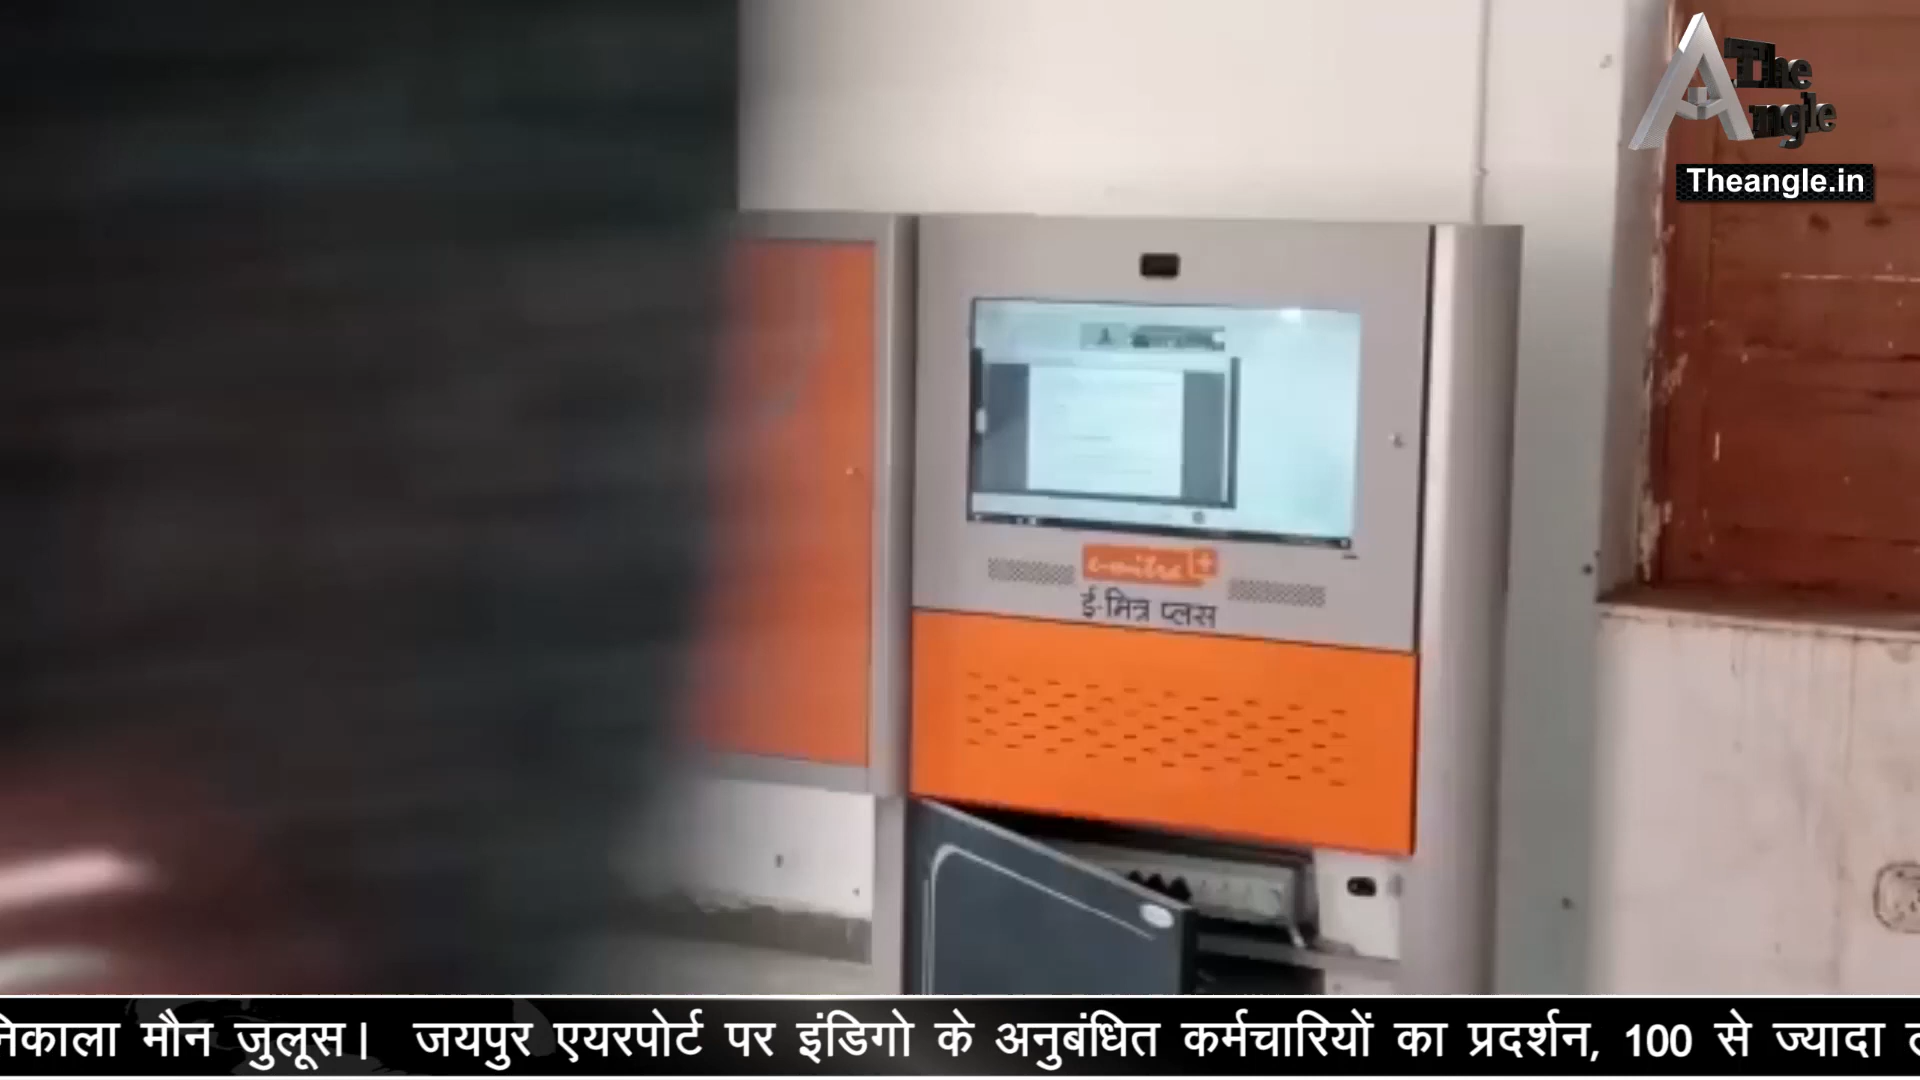 The
Angle
Theangle.in
e-mitra+
ई-मित्र प्लस
निकाला मौन जुलूस। जयपुर एयरपोर्ट पर इंडिगो के अनुबंधित कर्मचारियों का प्रदर्शन, 100 से ज्यादा